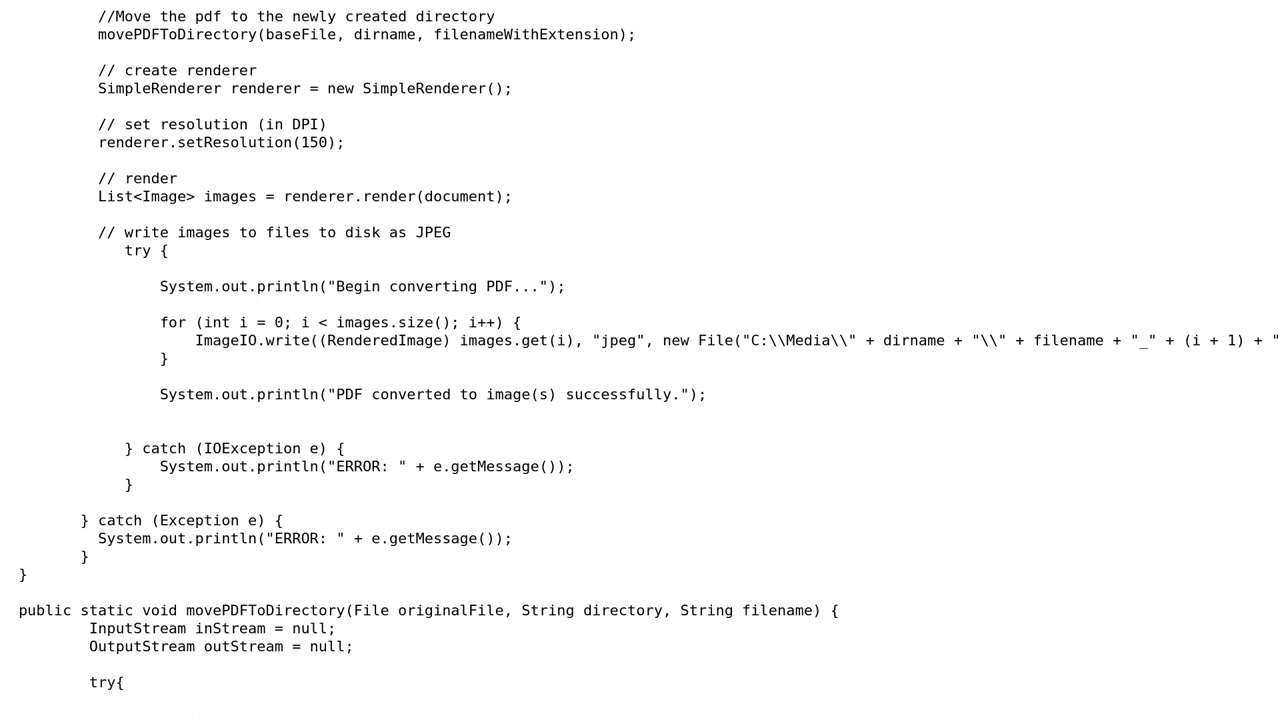 //Move the pdf to the newly created directory
movePDFToDirectory(baseFile, dirname, filenameWithExtension);
// create renderer
SimpleRenderer renderer = new SimpleRenderer();
// set resolution (in DPI)
renderer.setResolution(150);
// render
List<Image> images = renderer.render(document);
// write images to files to disk as JPEG
try {
System.out.println("Begin converting PDF...");
for (int i = 0; i < images.size(); i++) {
ImageIO.write((RenderedImage) images.get(i), "jpeg", new File("C:\\Media\\" + dirname + "\\" + filename + "_" + (i + 1) + "
}
System.out.println("PDF converted to image(s) successfully.");
} catch (IOException e) {
System.out.println("ERROR: " + e.getMessage());
}
} catch (Exception e) {
System.out.println("ERROR: " + e.getMessage());
}
}
public static void movePDFToDirectory(File originalFile, String directory, String filename) {
InputStream inStream = null;
OutputStream outStream = null;
try{